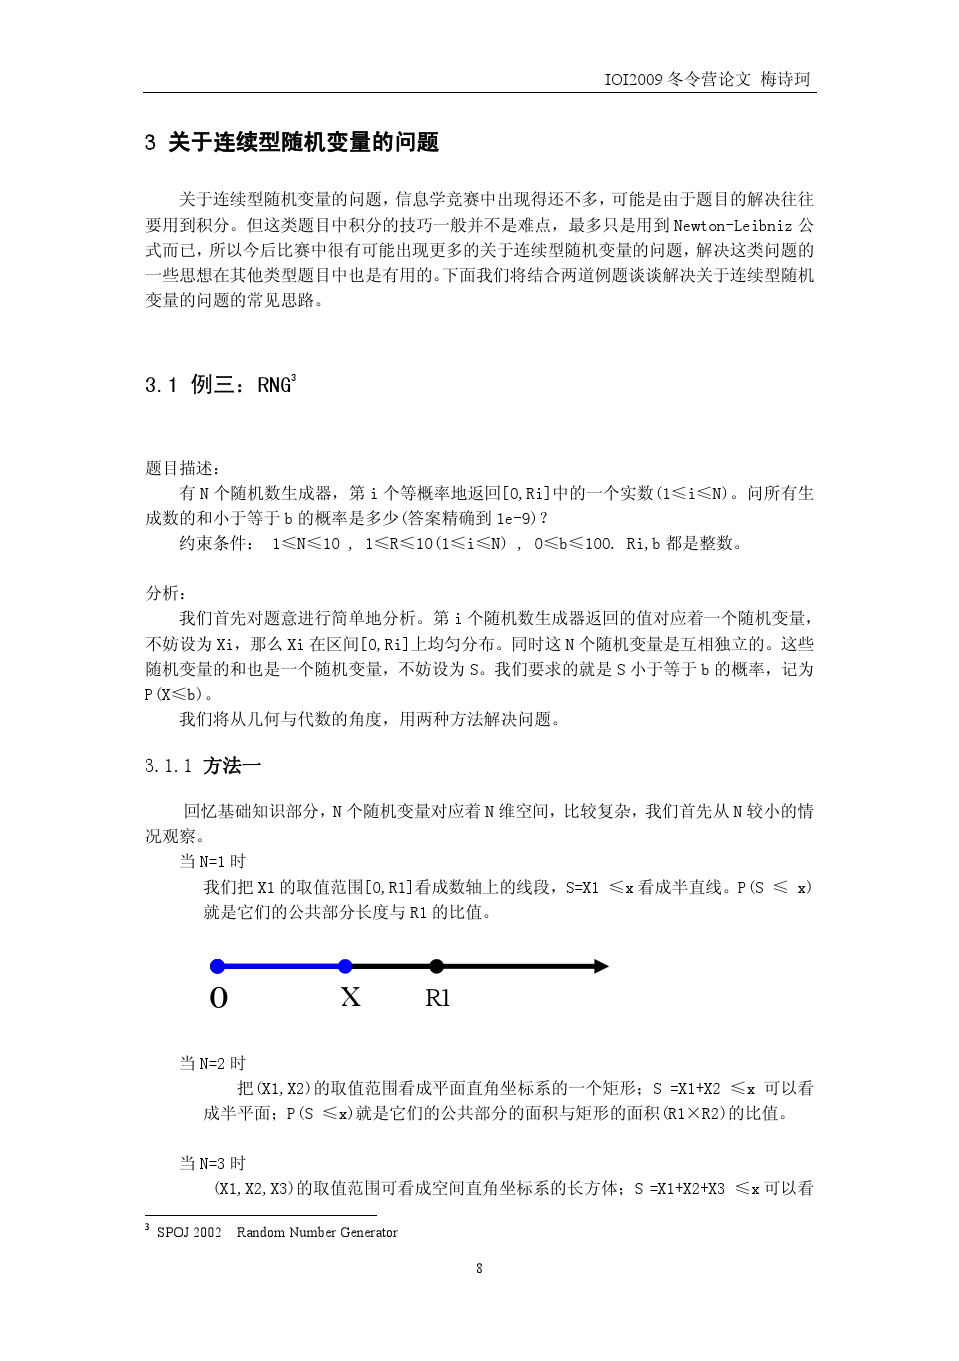 IOI2009 冬令营论文 梅诗珂
3 关于连续型随机变量的问题
关于连续型随机变量的问题，信息学竞赛中出现得还不多，可能是由于题目的解决往往
要用到积分。但这类题目中积分的技巧一般并不是难点，最多只是用到 Newton-Leibniz 公
式而已，所以今后比赛中很有可能出现更多的关于连续型随机变量的问题，解决这类问题的
一些思想在其他类型题目中也是有用的。下面我们将结合两道例题谈谈解决关于连续型随机
变量的问题的常见思路。
3.1 例三：RNG³
题目描述：
有 N 个随机数生成器，第 i 个等概率地返回[0,Ri]中的一个实数(1≤i≤N)。问所有生
成数的和小于等于 b 的概率是多少(答案精确到 1e-9)？
约束条件： 1≤N≤10 , 1≤R≤10(1≤i≤N) , 0≤b≤100. Ri,b 都是整数。
分析：
我们首先对题意进行简单地分析。第 i 个随机数生成器返回的值对应着一个随机变量，
不妨设为 Xi，那么 Xi 在区间[0,Ri]上均匀分布。同时这 N 个随机变量是互相独立的。这些
随机变量的和也是一个随机变量，不妨设为 S。我们要求的就是 S 小于等于 b 的概率，记为
P(X≤b)。
我们将从几何与代数的角度，用两种方法解决问题。
3.1.1 方法一
回忆基础知识部分，N 个随机变量对应着 N 维空间，比较复杂，我们首先从 N 较小的情
况观察。
当 N=1 时
我们把 X1 的取值范围[0,R1]看成数轴上的线段，S=X1 ≤x 看成半直线。P(S ≤ x)
就是它们的公共部分长度与 R1 的比值。
0 X R1
当 N=2 时
把(X1,X2)的取值范围看成平面直角坐标系的一个矩形；S =X1+X2 ≤x 可以看
成半平面；P(S ≤x)就是它们的公共部分的面积与矩形的面积(R1×R2)的比值。
当 N=3 时
(X1,X2,X3)的取值范围可看成空间直角坐标系的长方体；S =X1+X2+X3 ≤x 可以看
³ SPOJ 2002 Random Number Generator
8